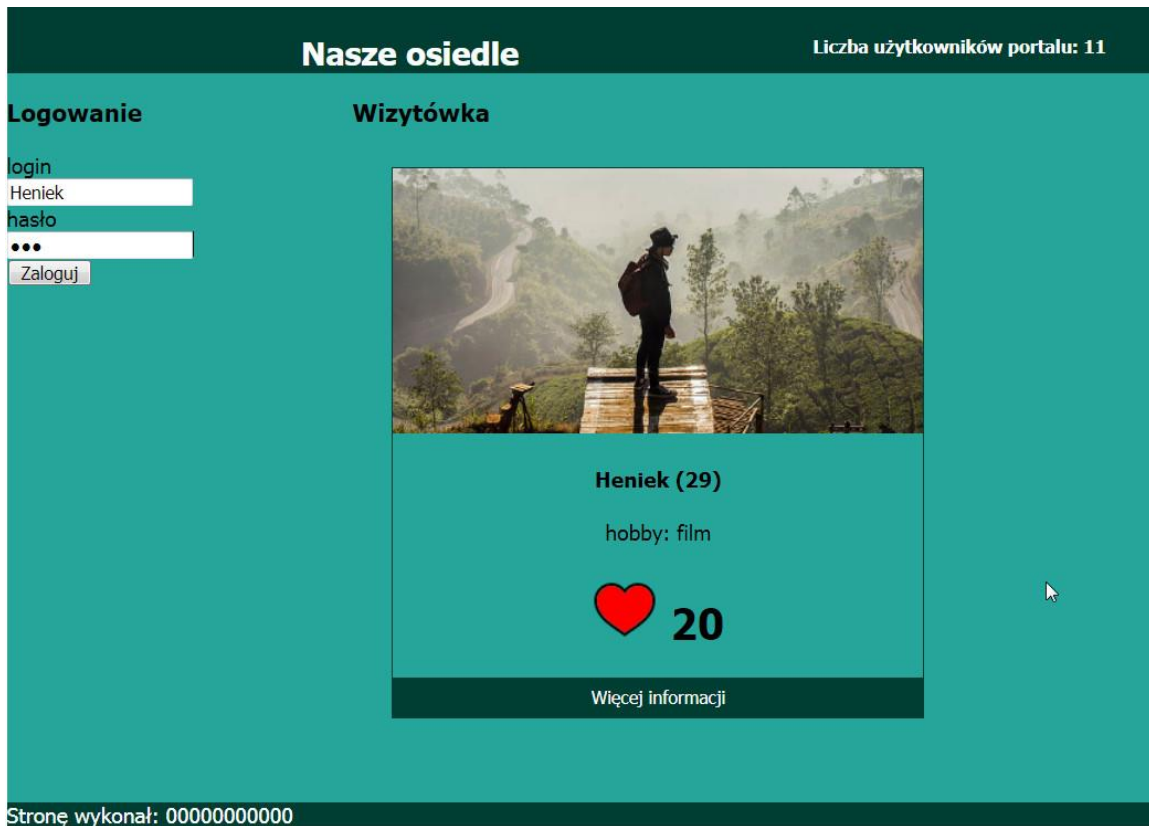 Nasze osiedle
Liczba użytkowników portalu: 11
Logowanie
login
Heniek
hasło
●●●
Zaloguj
Wizytówka
Heniek (29)
hobby: film
20
Więcej informacji
Stronę wykonał: 00000000000